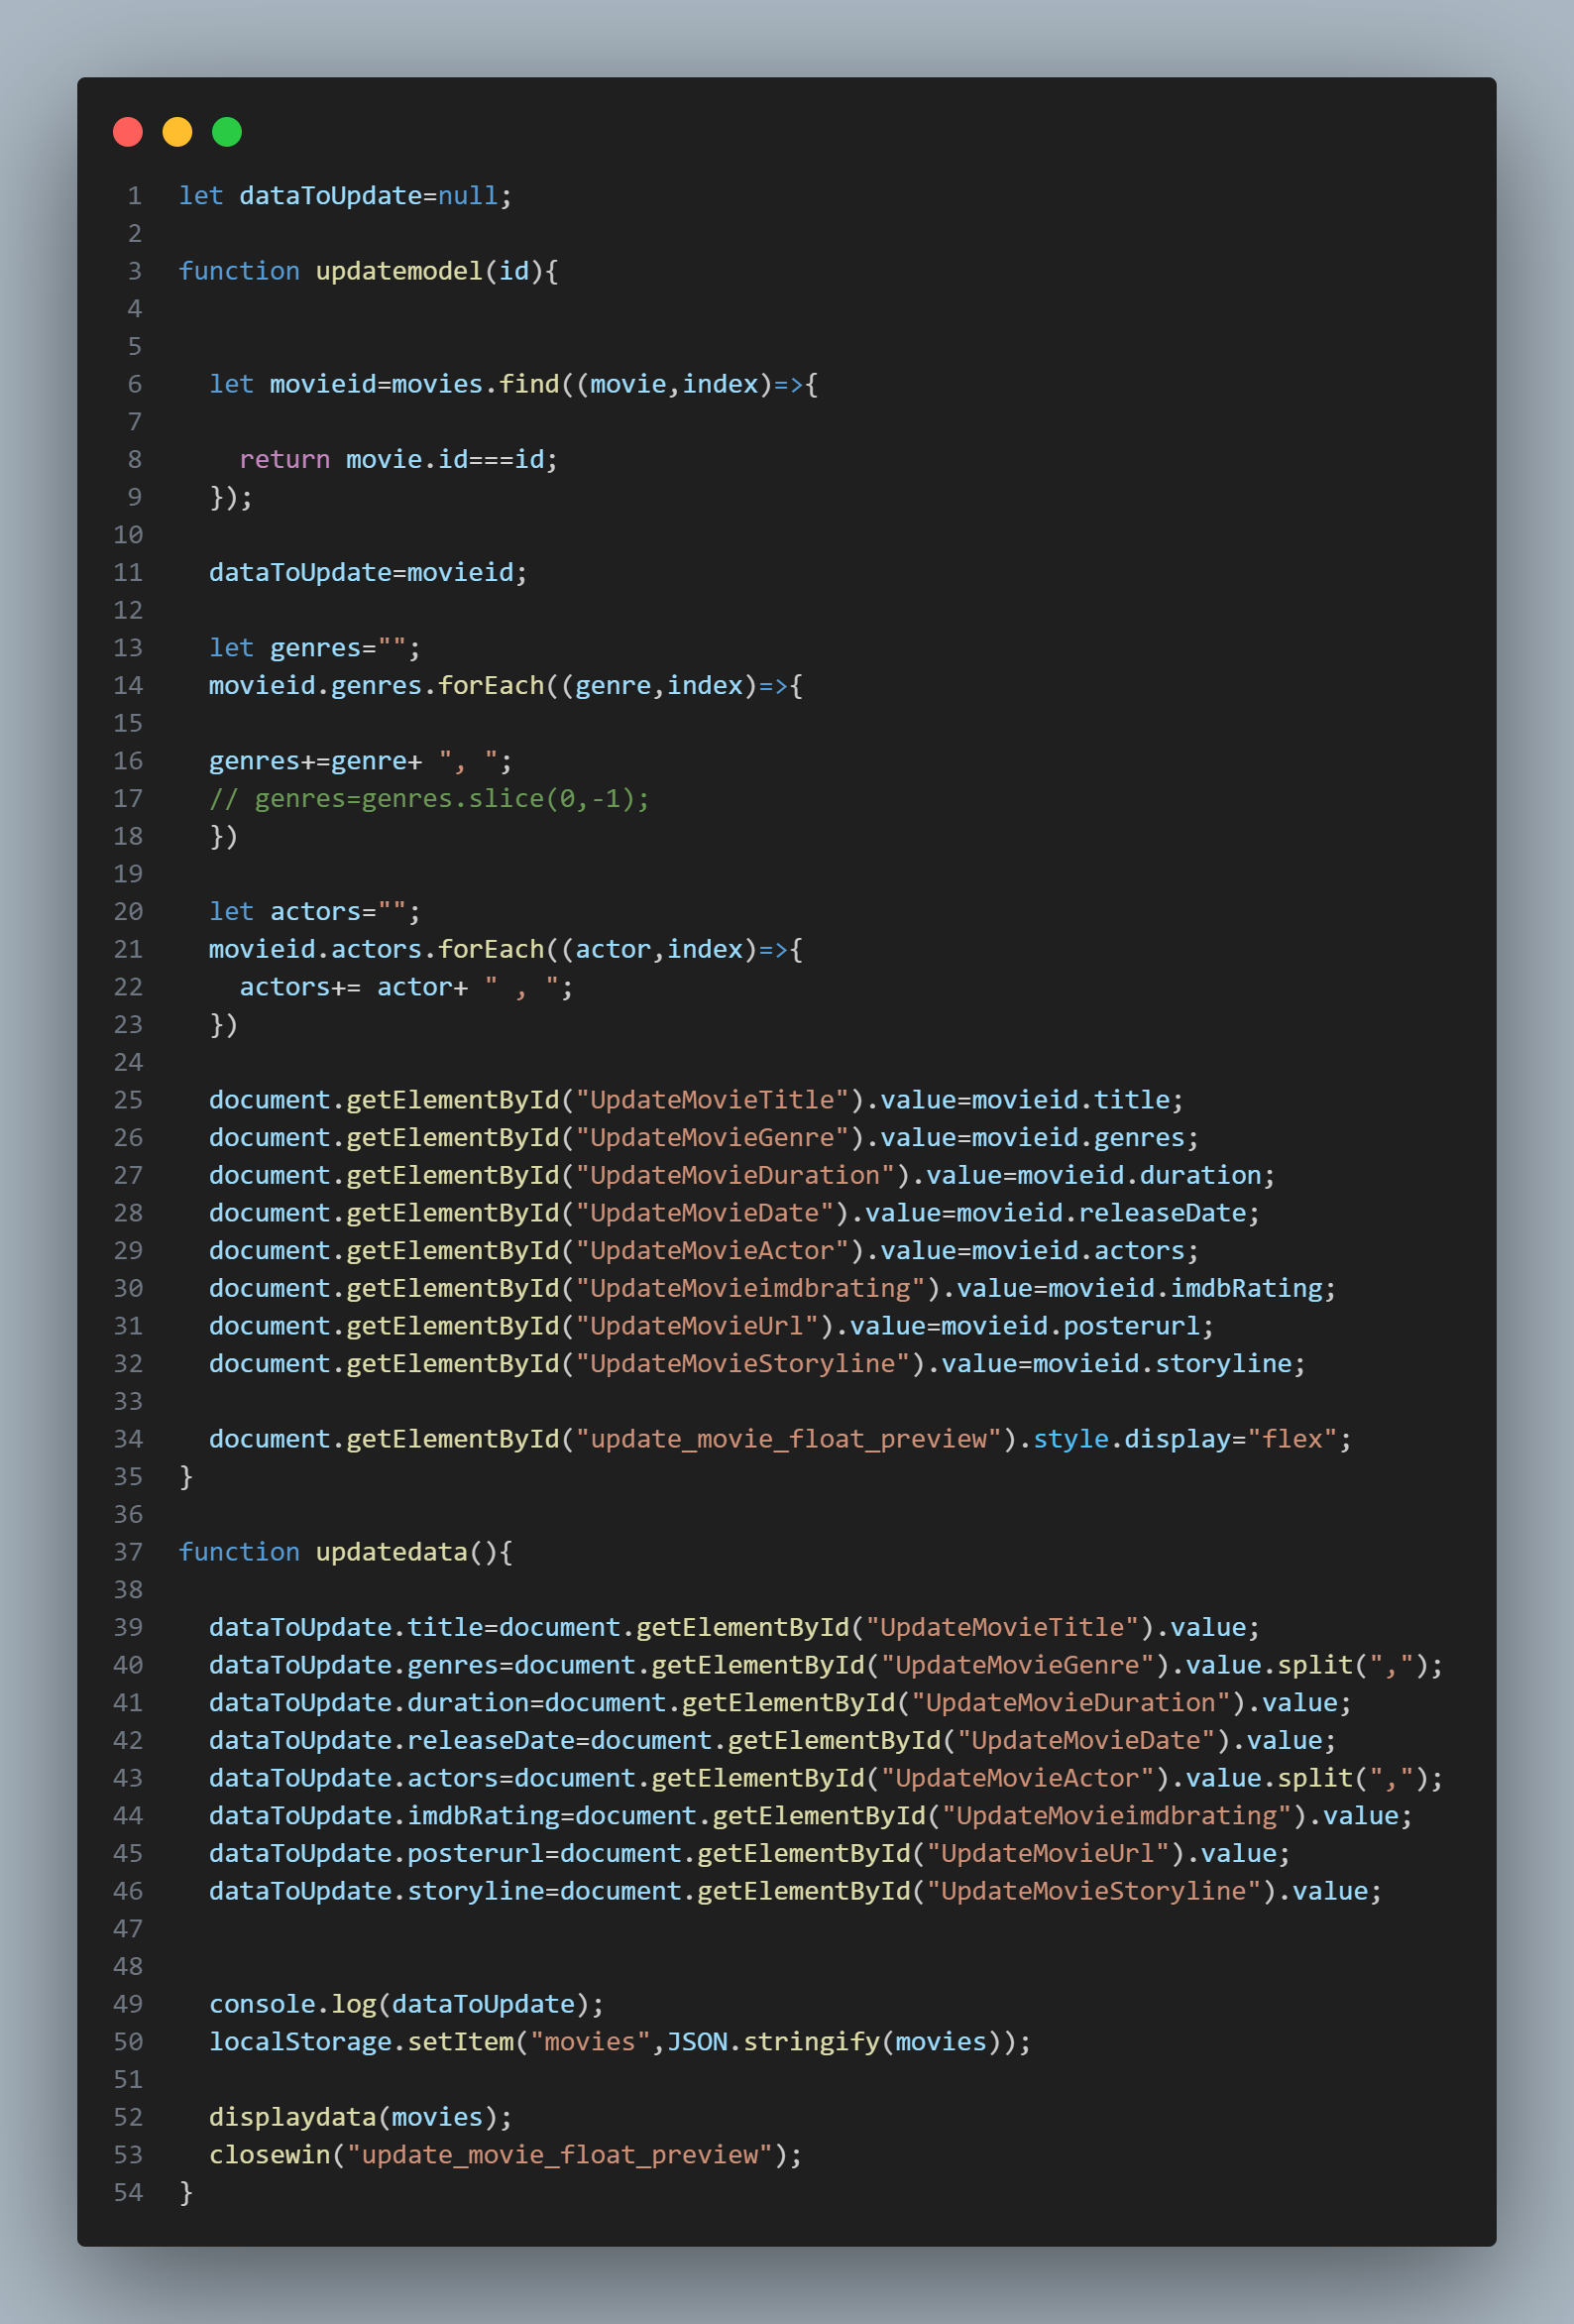 1 let dataToUpdate=null;
2
3 function updatemodel(id){
4
5
6   let movieid=movies.find((movie,index)=>{
7
8     return movie.id===id;
9   });
10
11   dataToUpdate=movieid;
12
13   let genres="";
14   movieid.genres.forEach((genre,index)=>{
15
16   genres+=genre+ ", ";
17   // genres=genres.slice(0,-1);
18   })
19
20   let actors="";
21   movieid.actors.forEach((actor,index)=>{
22     actors+= actor+ " , ";
23   })
24
25   document.getElementById("UpdateMovieTitle").value=movieid.title;
26   document.getElementById("UpdateMovieGenre").value=movieid.genres;
27   document.getElementById("UpdateMovieDuration").value=movieid.duration;
28   document.getElementById("UpdateMovieDate").value=movieid.releaseDate;
29   document.getElementById("UpdateMovieActor").value=movieid.actors;
30   document.getElementById("UpdateMovieimdbrating").value=movieid.imdbRating;
31   document.getElementById("UpdateMovieUrl").value=movieid.posterurl;
32   document.getElementById("UpdateMovieStoryline").value=movieid.storyline;
33
34   document.getElementById("update_movie_float_preview").style.display="flex";
35 }
36
37 function updatedata(){
38
39   dataToUpdate.title=document.getElementById("UpdateMovieTitle").value;
40   dataToUpdate.genres=document.getElementById("UpdateMovieGenre").value.split(",");
41   dataToUpdate.duration=document.getElementById("UpdateMovieDuration").value;
42   dataToUpdate.releaseDate=document.getElementById("UpdateMovieDate").value;
43   dataToUpdate.actors=document.getElementById("UpdateMovieActor").value.split(",");
44   dataToUpdate.imdbRating=document.getElementById("UpdateMovieimdbrating").value;
45   dataToUpdate.posterurl=document.getElementById("UpdateMovieUrl").value;
46   dataToUpdate.storyline=document.getElementById("UpdateMovieStoryline").value;
47
48
49   console.log(dataToUpdate);
50   localStorage.setItem("movies",JSON.stringify(movies));
51
52   displaydata(movies);
53   closewin("update_movie_float_preview");
54 }